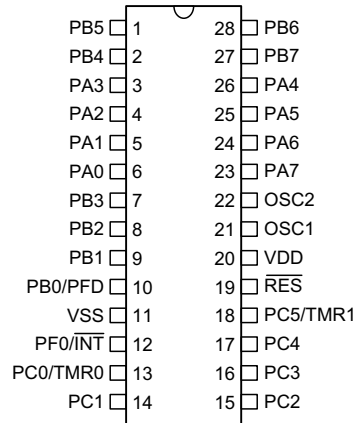 PB5 1 28 PB6
PB4 2 27 PB7
PA3 3 26 PA4
PA2 4 25 PA5
PA1 5 24 PA6
PA0 6 23 PA7
PB3 7 22 OSC2
PB2 8 21 OSC1
PB1 9 20 VDD
PB0/PFD 10 19 RES
VSS 11 18 PC5/TMR1
PF0/INT 12 17 PC4
PC0/TMR0 13 16 PC3
PC1 14 15 PC2